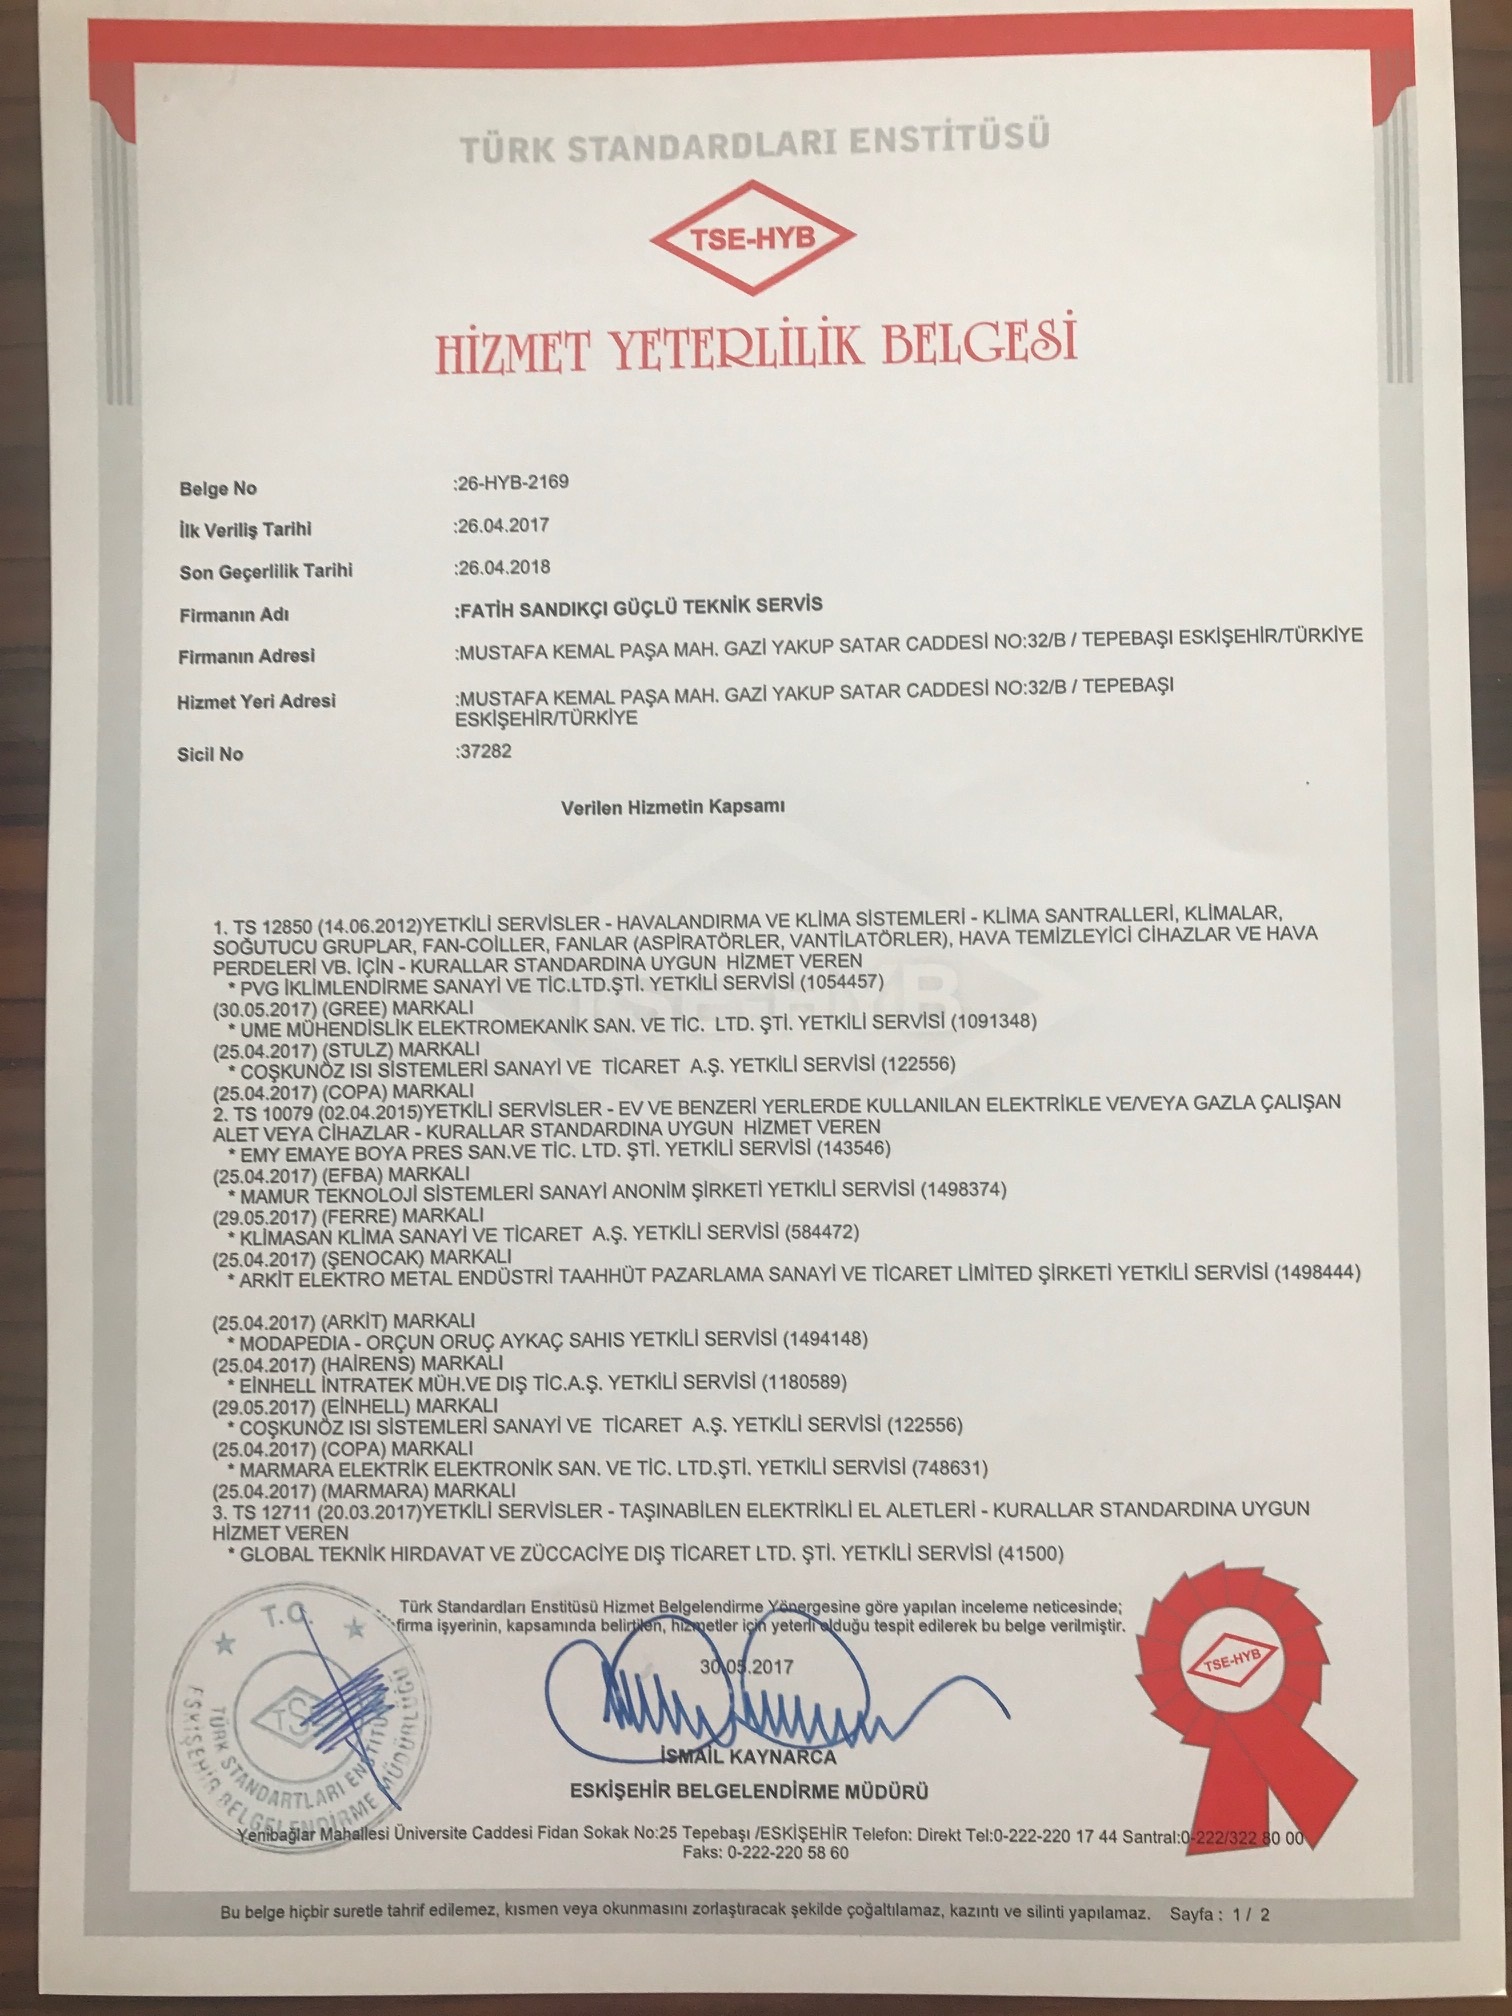 TÜRK STANDARDLARI ENSTİTÜSÜ
TSE-HYB
HİZMET YETERLİLİK BELGESİ
Belge No :26-HYB-2169
İlk Veriliş Tarihi :26.04.2017
Son Geçerlilik Tarihi :26.04.2018
Firmanın Adı :FATİH SANDIKÇI GÜÇLÜ TEKNİK SERVİS
Firmanın Adresi :MUSTAFA KEMAL PAŞA MAH. GAZİ YAKUP SATAR CADDESİ NO:32/B / TEPEBAŞI ESKİŞEHİR/TÜRKİYE
Hizmet Yeri Adresi :MUSTAFA KEMAL PAŞA MAH. GAZİ YAKUP SATAR CADDESİ NO:32/B / TEPEBAŞI
ESKİŞEHİR/TÜRKİYE
Sicil No :37282
Verilen Hizmetin Kapsamı
1. TS 12850 (14.06.2012)YETKİLİ SERVİSLER - HAVALANDIRMA VE KLİMA SİSTEMLERİ - KLİMA SANTRALLERİ, KLİMALAR,
SOĞUTUCU GRUPLAR, FAN-COİLLER, FANLAR (ASPİRATÖRLER, VANTİLATÖRLER), HAVA TEMİZLEYİCİ CİHAZLAR VE HAVA
PERDELERİ VB. İÇİN - KURALLAR STANDARDINA UYGUN HİZMET VEREN
* PVG İKLİMLENDİRME SANAYİ VE TİC.LTD.ŞTİ. YETKİLİ SERVİSİ (1054457)
(30.05.2017) (GREE) MARKALI
* UME MÜHENDİSLİK ELEKTROMEKANİK SAN. VE TİC. LTD. ŞTİ. YETKİLİ SERVİSİ (1091348)
(25.04.2017) (STULZ) MARKALI
* COŞKUNÖZ ISI SİSTEMLERİ SANAYİ VE TİCARET A.Ş. YETKİLİ SERVİSİ (122556)
(25.04.2017) (COPA) MARKALI
2. TS 10079 (02.04.2015)YETKİLİ SERVİSLER - EV VE BENZERİ YERLERDE KULLANILAN ELEKTRİKLE VE/VEYA GAZLA ÇALIŞAN
ALET VEYA CİHAZLAR - KURALLAR STANDARDINA UYGUN HİZMET VEREN
* EMY EMAYE BOYA PRES SAN.VE TİC. LTD. ŞTİ. YETKİLİ SERVİSİ (143546)
(25.04.2017) (EFBA) MARKALI
* MAMUR TEKNOLOJİ SİSTEMLERİ SANAYİ ANONİM ŞİRKETİ YETKİLİ SERVİSİ (1498374)
(29.05.2017) (FERRE) MARKALI
* KLİMASAN KLİMA SANAYİ VE TİCARET A.Ş. YETKİLİ SERVİSİ (584472)
(25.04.2017) (ŞENOCAK) MARKALI
* ARKİT ELEKTRO METAL ENDÜSTRİ TAAHHÜT PAZARLAMA SANAYİ VE TİCARET LİMİTED ŞİRKETİ YETKİLİ SERVİSİ (1498444)
(25.04.2017) (ARKİT) MARKALI
* MODAPEDIA - ORÇUN ORUÇ AYKAÇ SAHIS YETKİLİ SERVİSİ (1494148)
(25.04.2017) (HAİRENS) MARKALI
* EİNHELL İNTRATEK MÜH.VE DIŞ TİC.A.Ş. YETKİLİ SERVİSİ (1180589)
(29.05.2017) (EİNHELL) MARKALI
* COŞKUNÖZ ISI SİSTEMLERİ SANAYİ VE TİCARET A.Ş. YETKİLİ SERVİSİ (122556)
(25.04.2017) (COPA) MARKALI
* MARMARA ELEKTRİK ELEKTRONİK SAN. VE TİC. LTD.ŞTİ. YETKİLİ SERVİSİ (748631)
(25.04.2017) (MARMARA) MARKALI
3. TS 12711 (20.03.2017)YETKİLİ SERVİSLER - TAŞINABİLEN ELEKTRİKLİ EL ALETLERİ - KURALLAR STANDARDINA UYGUN
HİZMET VEREN
* GLOBAL TEKNİK HIRDAVAT VE ZÜCCACİYE DIŞ TİCARET LTD. ŞTİ. YETKİLİ SERVİSİ (41500)
Türk Standardları Enstitüsü Hizmet Belgelendirme Yönergesine göre yapılan inceleme neticesinde;
firma işyerinin, kapsamında belirtilen, hizmetler için yeterli olduğu tespit edilerek bu belge verilmiştir.
30.05.2017
İSMAİL KAYNARCA
ESKİŞEHİR BELGELENDİRME MÜDÜRÜ
T.C.
TÜRK STANDARTLARI ENSTİTÜSÜ
ESKİŞEHİR BELGELENDİRME MÜDÜRLÜĞÜ
TSE-HYB
Yenibağlar Mahallesi Üniversite Caddesi Fidan Sokak No:25 Tepebaşı /ESKİŞEHİR Telefon: Direkt Tel:0-222-220 17 44 Santral:0-222/322 80 00
Faks: 0-222-220 58 60
Bu belge hiçbir suretle tahrif edilemez, kısmen veya okunmasını zorlaştıracak şekilde çoğaltılamaz, kazıntı ve silinti yapılamaz. Sayfa : 1 / 2